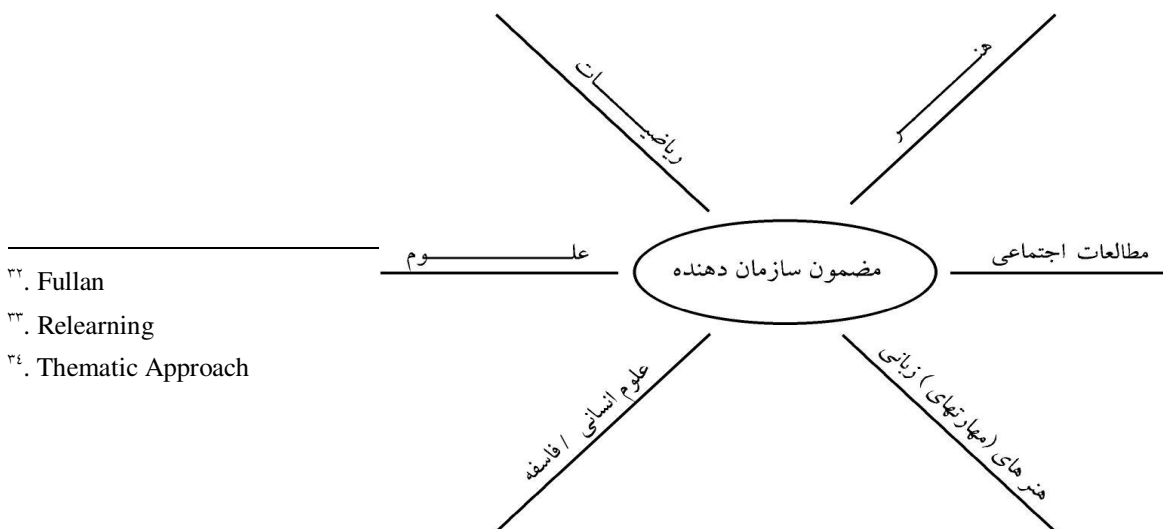 هنر
ریاضیات
مطالعات اجتماعی
مضمون سازمان دهنده
علوم
هنرهای (مهارتهای) زبانی
علوم انسانی / فلسفه
۳۲. Fullan
۳۳. Relearning
۳٤. Thematic Approach